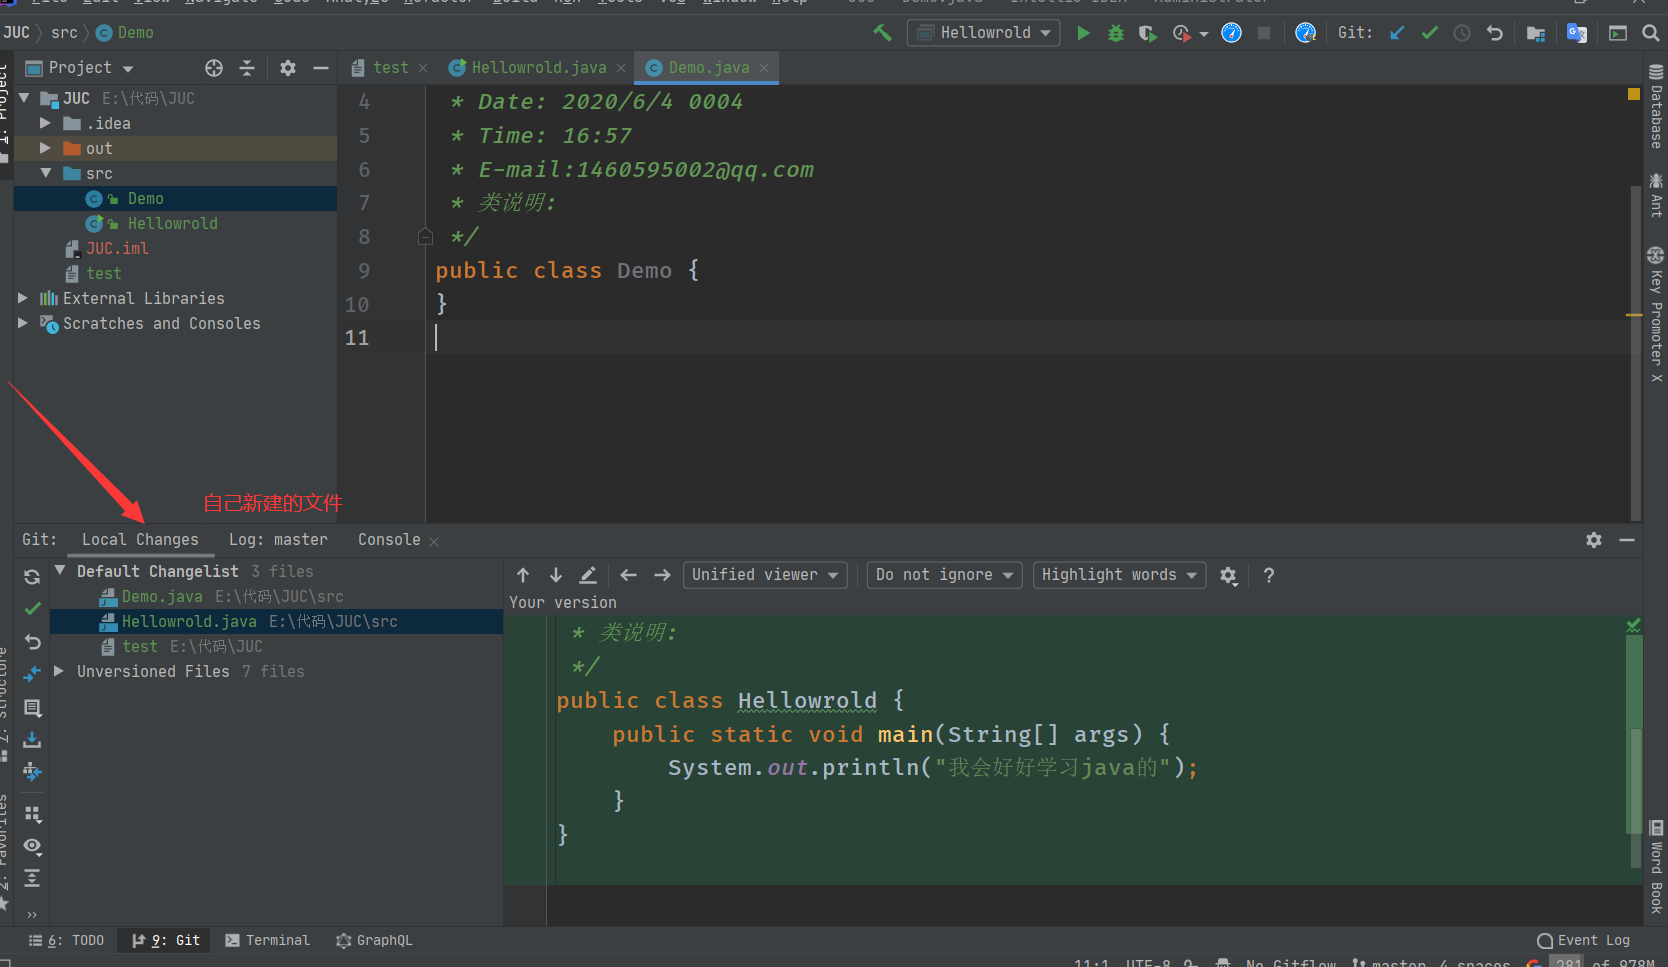 JUC src Demo
Hellowrold
Git:
Project
test
Hellowrold.java
Demo.java
JUC E:\代码\JUC
.idea
out
src
Demo
Hellowrold
JUC.iml
test
External Libraries
Scratches and Consoles
4 * Date: 2020/6/4 0004
5 * Time: 16:57
6 * E-mail:1460595002@qq.com
7 * 类说明:
8 */
9 public class Demo {
10 }
11
自己新建的文件
Database
Ant
Key Promoter X
Git: Local Changes Log: master Console
Default Changelist 3 files
Demo.java E:\代码\JUC\src
Hellowrold.java E:\代码\JUC\src
test E:\代码\JUC
Unversioned Files 7 files
Unified viewer Do not ignore Highlight words ?
Your version
* 类说明:
*/
public class Hellowrold {
public static void main(String[] args) {
System.out.println("我会好好学习java的");
}
}
Word Book
6: TODO 9: Git Terminal GraphQL Event Log
11:1 UTF-8 No Gitflow master 4 spaces 281 of 978M